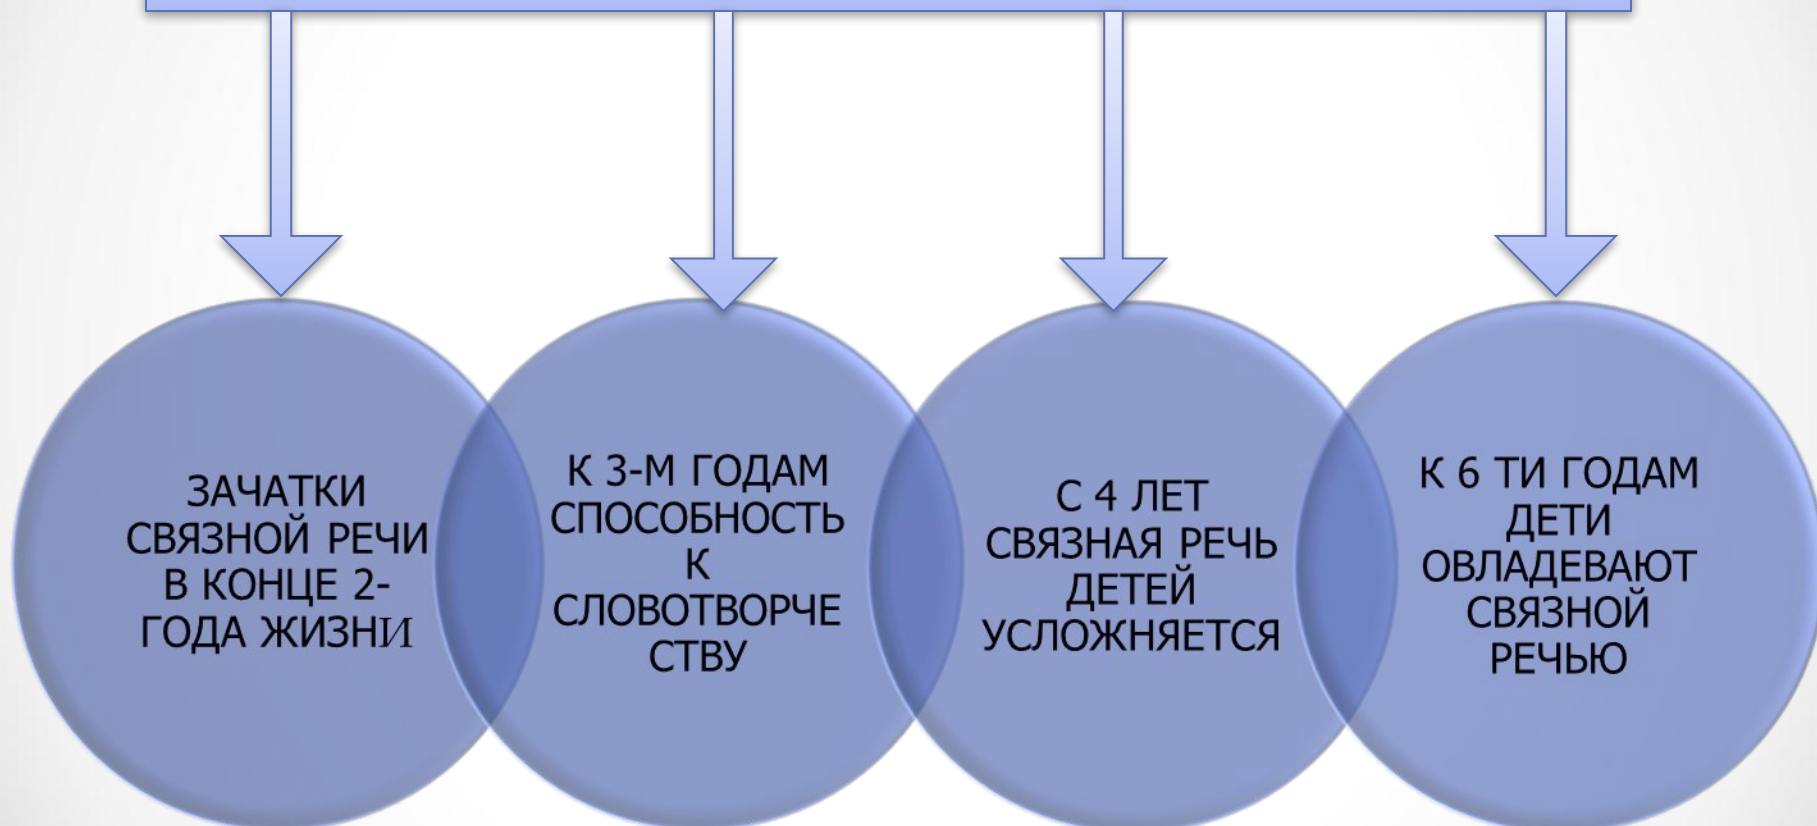 ЗАЧАТКИ
СВЯЗНОЙ РЕЧИ
В КОНЦЕ 2-
ГОДА ЖИЗНИ
К 3-М ГОДАМ
СПОСОБНОСТЬ
К
СЛОВОТВОРЧЕ
СТВУ
С 4 ЛЕТ
СВЯЗНАЯ РЕЧЬ
ДЕТЕЙ
УСЛОЖНЯЕТСЯ
К 6 ТИ ГОДАМ
ДЕТИ
ОВЛАДЕВАЮТ
СВЯЗНОЙ
РЕЧЬЮ